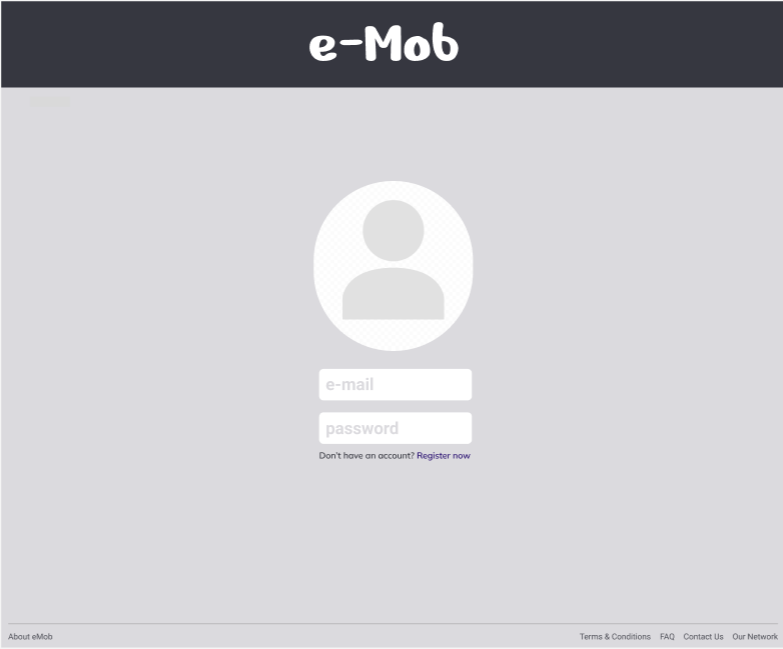 e-Mob
e-mail
password
Don't have an account? Register now
About eMob
Terms & Conditions FAQ Contact Us Our Network